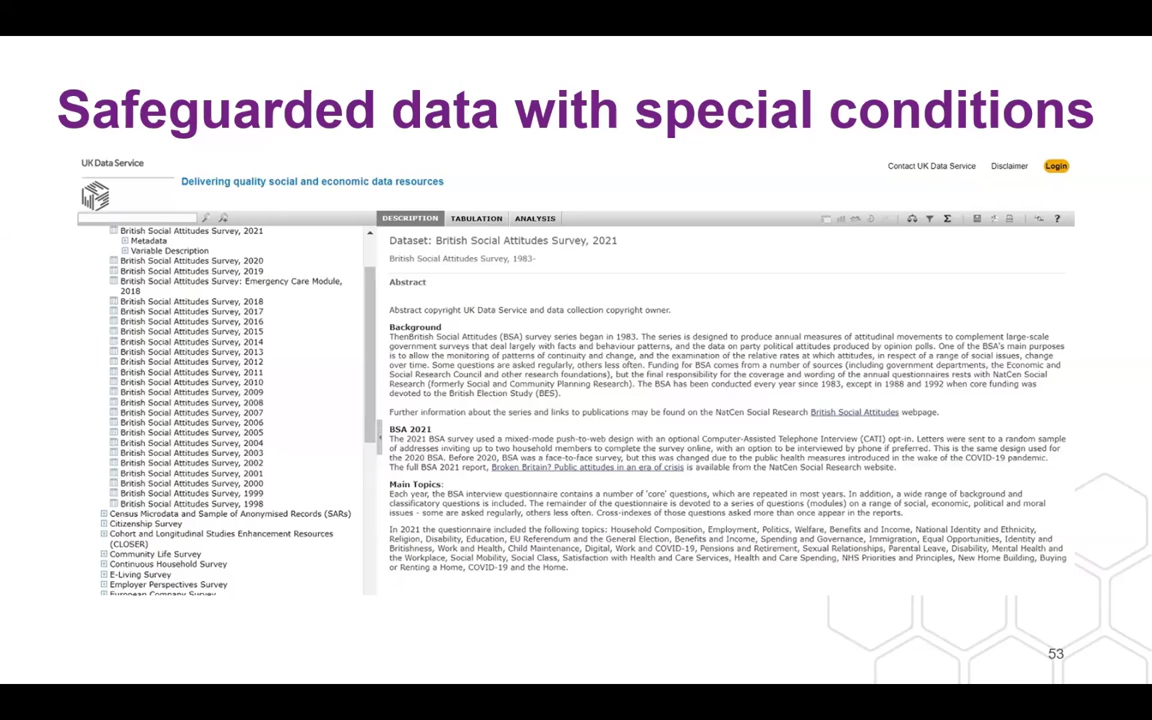 Safeguarded data with special conditions
UK Data Service
Contact UK Data Service
Disclaimer
Login
Delivering quality social and economic data resources
DESCRIPTION
TABULATION
ANALYSIS
British Social Attitudes Survey, 2021
Metadata
Variable Description
British Social Attitudes Survey, 2020
British Social Attitudes Survey, 2019
British Social Attitudes Survey: Emergency Care Module,
2018
British Social Attitudes Survey, 2018
British Social Attitudes Survey, 2017
British Social Attitudes Survey, 2016
British Social Attitudes Survey, 2015
British Social Attitudes Survey, 2014
British Social Attitudes Survey, 2013
British Social Attitudes Survey, 2012
British Social Attitudes Survey, 2011
British Social Attitudes Survey, 2010
British Social Attitudes Survey, 2009
British Social Attitudes Survey, 2008
British Social Attitudes Survey, 2007
British Social Attitudes Survey, 2006
British Social Attitudes Survey, 2005
British Social Attitudes Survey, 2004
British Social Attitudes Survey, 2003
British Social Attitudes Survey, 2002
British Social Attitudes Survey, 2001
British Social Attitudes Survey, 2000
British Social Attitudes Survey, 1999
British Social Attitudes Survey, 1998
Census Microdata and Sample of Anonymised Records (SARs)
Citizenship Survey
Cohort and Longitudinal Studies Enhancement Resources
(CLOSER)
Community Life Survey
Continuous Household Survey
E-Living Survey
Employer Perspectives Survey
European Company Survey
Dataset: British Social Attitudes Survey, 2021
British Social Attitudes Survey, 1983-
Abstract
Abstract copyright UK Data Service and data collection copyright owner.
Background
ThenBritish Social Attitudes (BSA) survey series began in 1983. The series is designed to produce annual measures of attitudinal movements to complement large-scale
government surveys that deal largely with facts and behaviour patterns, and the data on party political attitudes produced by opinion polls. One of the BSA's main purposes
is to allow the monitoring of patterns of continuity and change, and the examination of the relative rates at which attitudes, in respect of a range of social issues, change
over time. Some questions are asked regularly, others less often. Funding for BSA comes from a number of sources (including government departments, the Economic and
Social Research Council and other research foundations), but the final responsibility for the coverage and wording of the annual questionnaires rests with NatCen Social
Research (formerly Social and Community Planning Research). The BSA has been conducted every year since 1983, except in 1988 and 1992 when core funding was
devoted to the British Election Study (BES).
Further information about the series and links to publications may be found on the NatCen Social Research British Social Attitudes webpage.
BSA 2021
The 2021 BSA survey used a mixed-mode push-to-web design with an optional Computer-Assisted Telephone Interview (CATI) opt-in. Letters were sent to a random sample
of addresses inviting up to two household members to complete the survey online, with an option to be interviewed by phone if preferred. This is the same design used for
the 2020 BSA. Before 2020, BSA was a face-to-face survey, but this was changed due to the public health measures introduced in the wake of the COVID-19 pandemic.
The full BSA 2021 report, Broken Britain? Public attitudes in an era of crisis is available from the NatCen Social Research website.
Main Topics:
Each year, the BSA interview questionnaire contains a number of 'core' questions, which are repeated in most years. In addition, a wide range of background and
classificatory questions is included. The remainder of the questionnaire is devoted to a series of questions (modules) on a range of social, economic, political and moral
issues - some are asked regularly, others less often. Cross-indexes of those questions asked more than once appear in the reports.
In 2021 the questionnaire included the following topics: Household Composition, Employment, Politics, Welfare, Benefits and Income, National Identity and Ethnicity,
Religion, Disability, Education, EU Referendum and the General Election, Benefits and Income, Spending and Governance, Immigration, Equal Opportunities, Identity and
Britishness, Work and Health, Child Maintenance, Digital, Work and COVID-19, Pensions and Retirement, Sexual Relationships, Parental Leave, Disability, Mental Health and
the Workplace, Social Mobility, Social Class, Satisfaction with Health and Care Services, Health and Care Spending, NHS Priorities and Principles, New Home Building, Buying
or Renting a Home, COVID-19 and the Home.
53